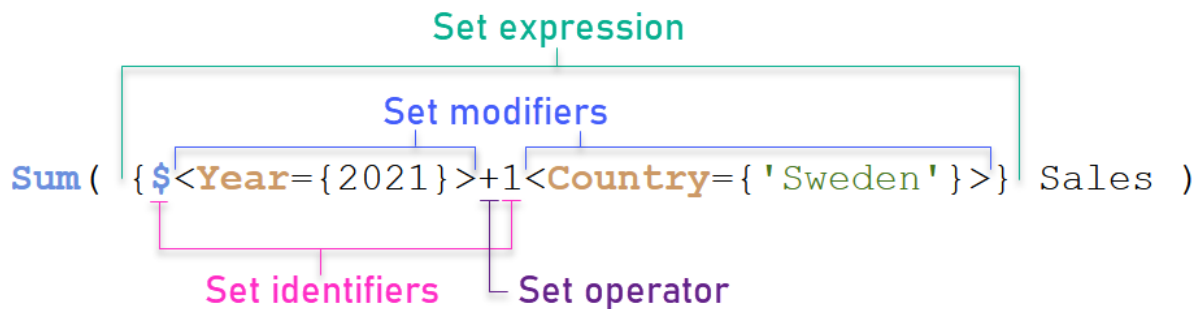 Set expression
Set modifiers
Sum( {$<Year={2021}>+1<Country={'Sweden'}>} Sales )
Set identifiers Set operator